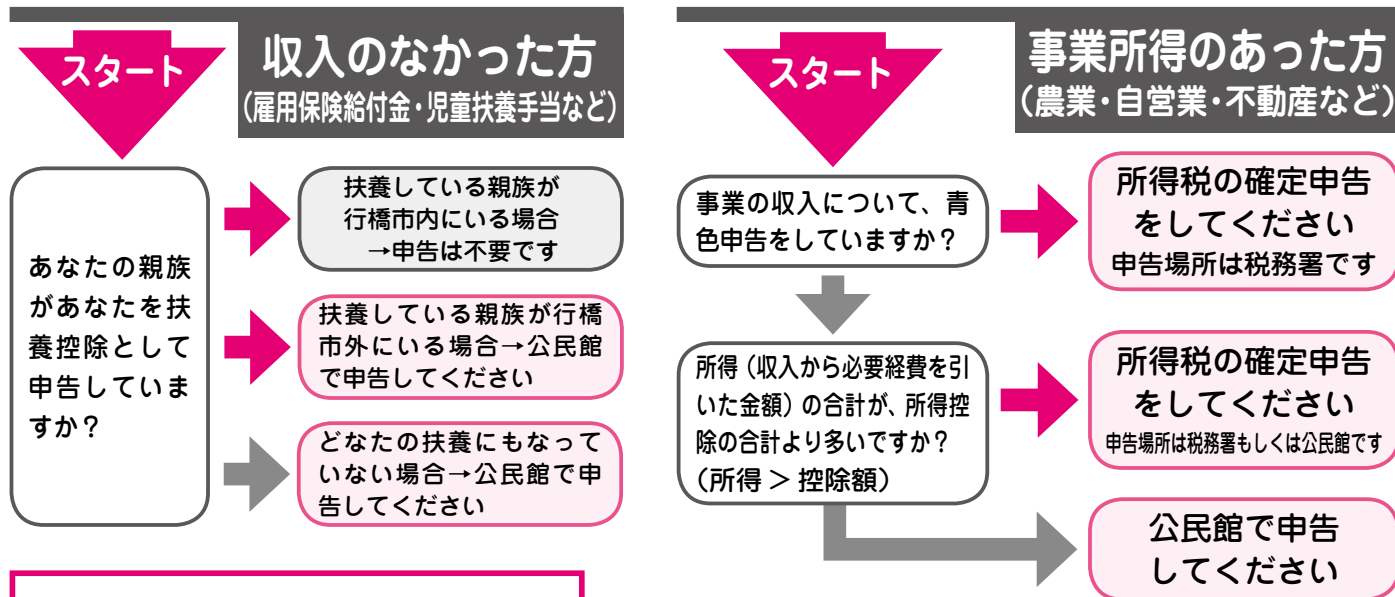 スタート
収入のなかった方
（雇用保険給付金・児童扶養手当など）
あなたの親族
があなたを扶
養控除として
申告していま
すか？
扶養している親族が
行橋市内にいる場合
→申告は不要です
扶養している親族が行橋
市外にいる場合→公民館
で申告してください
どなたの扶養にもなって
いない場合→公民館で申
告してください
スタート
事業所得のあった方
（農業・自営業・不動産など）
事業の収入について、青
色申告をしていますか？
所得税の確定申告
をしてください
申告場所は税務署です
所得（収入から必要経費を引
いた金額）の合計が、所得控
除の合計より多いですか？
（所得 > 控除額）
所得税の確定申告
をしてください
申告場所は税務署もしくは公民館です
公民館で申告
してください